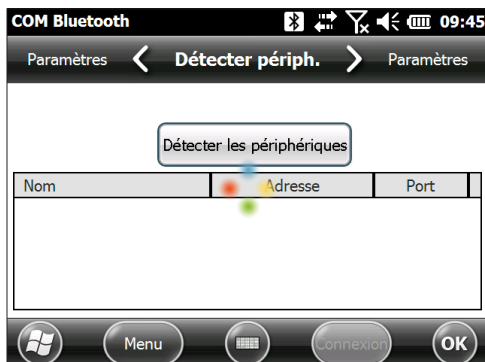 COM Bluetooth 09:45
Paramètres Détecter périph. Paramètres
Détecter les périphériques
Nom Adresse Port
Menu Connexion OK